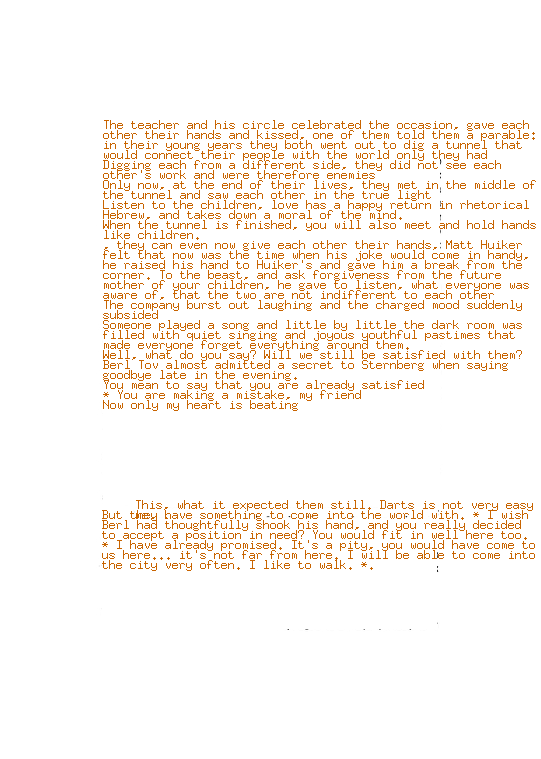 The teacher and his circle celebrated the occasion, gave each
other their hands and kissed, one of them told them a parable:
in their young years they both went out to dig a tunnel that
would connect their people with the world only they had
Digging each from a different side, they did not see each
other's work and were therefore enemies
Only now, at the end of their lives, they met in the middle of
the tunnel and saw each other in the true light
Listen to the children, love has a happy return in rhetorical
Hebrew, and takes down a moral of the mind.
When the tunnel is finished, you will also meet and hold hands
like children.
, they can even now give each other their hands, Matt Huiker
felt that now was the time when his joke would come in handy,
he raised his hand to Huiker's and gave him a break from the
corner. To the beast, and ask forgiveness from the future
mother of your children, he gave to listen, what everyone was
aware of, that the two are not indifferent to each other
The company burst out laughing and the charged mood suddenly
subsided
Someone played a song and little by little the dark room was
filled with quiet singing and joyous youthful pastimes that
made everyone forget everything around them.
Well, what do you say? Will we still be satisfied with them?
Berl Tov almost admitted a secret to Sternberg when saying
goodbye late in the evening.
You mean to say that you are already satisfied
* You are making a mistake, my friend
Now only my heart is beating
This, what it expected them still. Darts is not very easy
But they have something to come into the world with. * I wish
Berl had thoughtfully shook his hand, and you really decided
to accept a position in need? You would fit in well here too.
* I have already promised. It's a pity, you would have come to
us here... it's not far from here. I will be able to come into
the city very often. I like to walk. *.